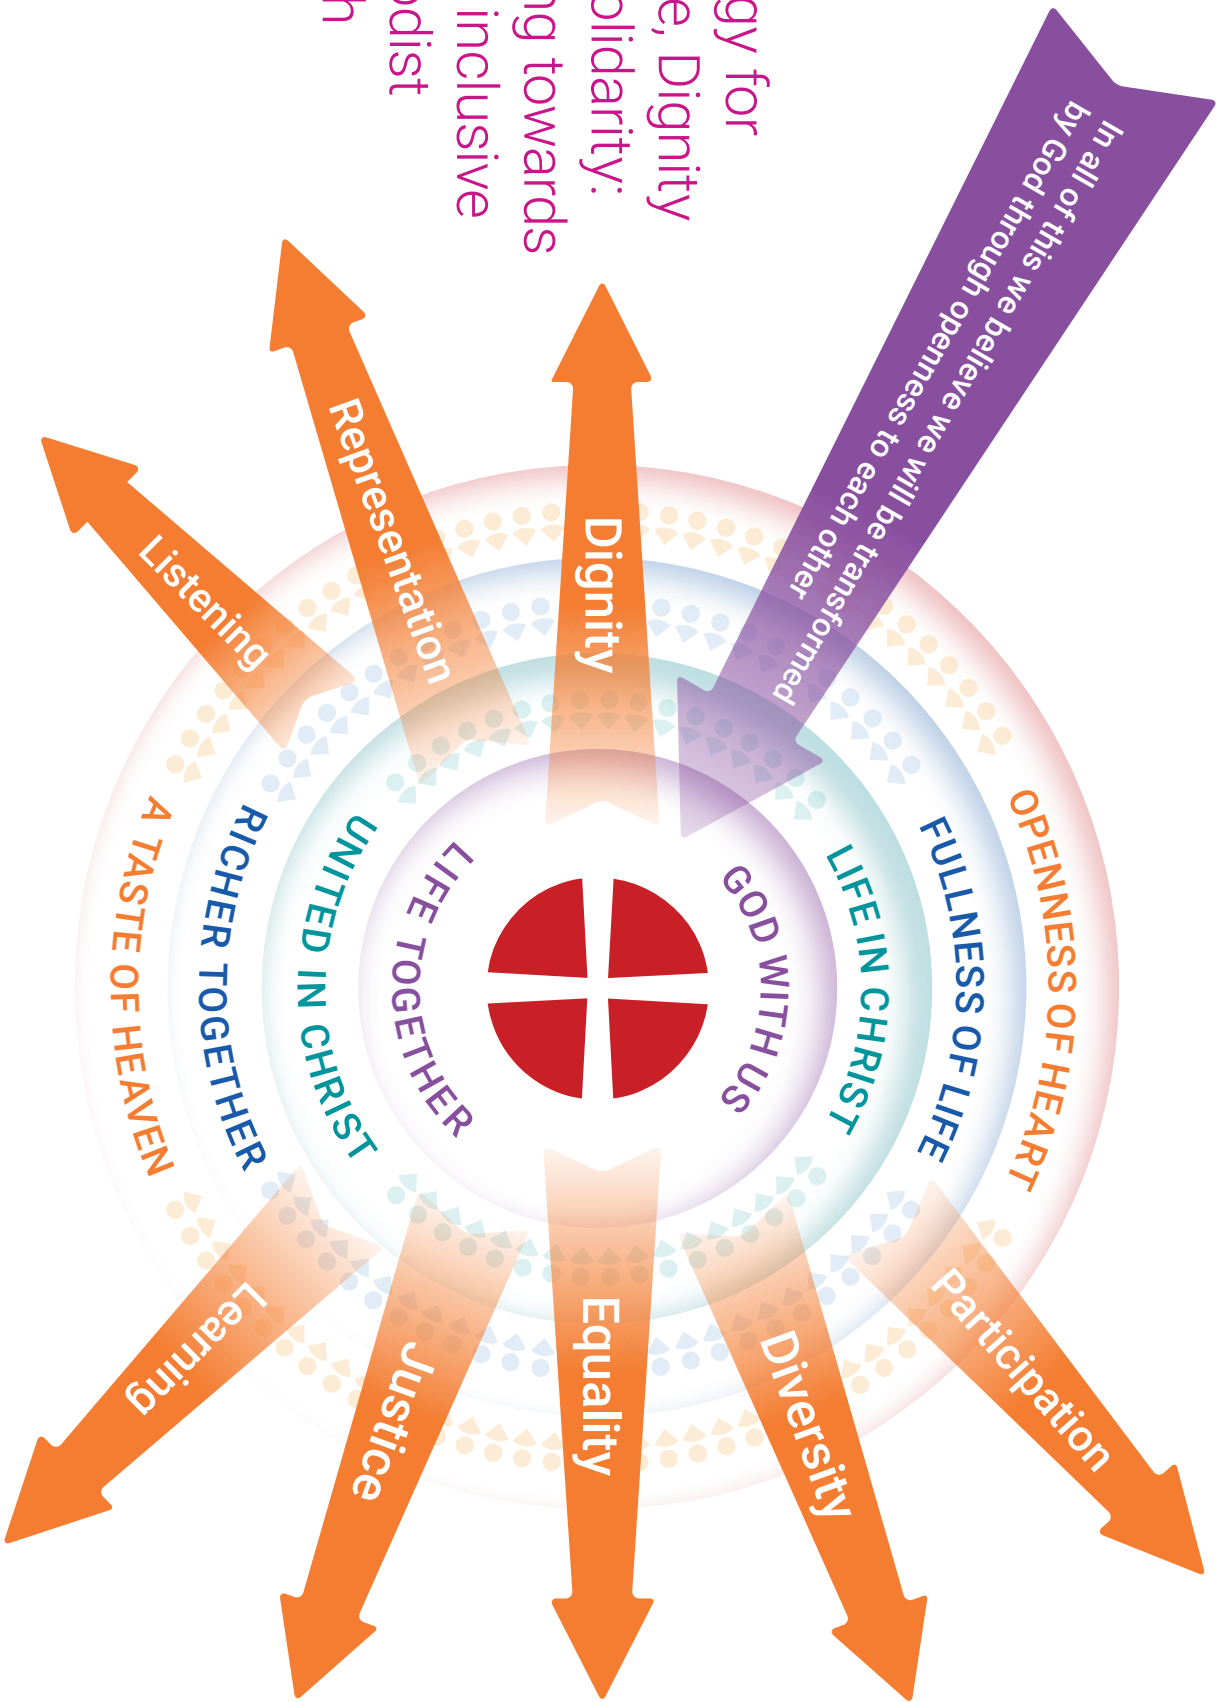 In all of this we believe we will be transformed
by God through openness to each other
gy for
e, Dignity
olidarity:
ng towards
inclusive
odist
h
OPENNESS OF HEART
FULLNESS OF LIFE
LIFE IN CHRIST
GOD WITH US
Participation
Diversity
Dignity
Equality
Representation
Justice
Listening
Learning
LIFE TOGETHER
UNITED IN CHRIST
RICHER TOGETHER
A TASTE OF HEAVEN